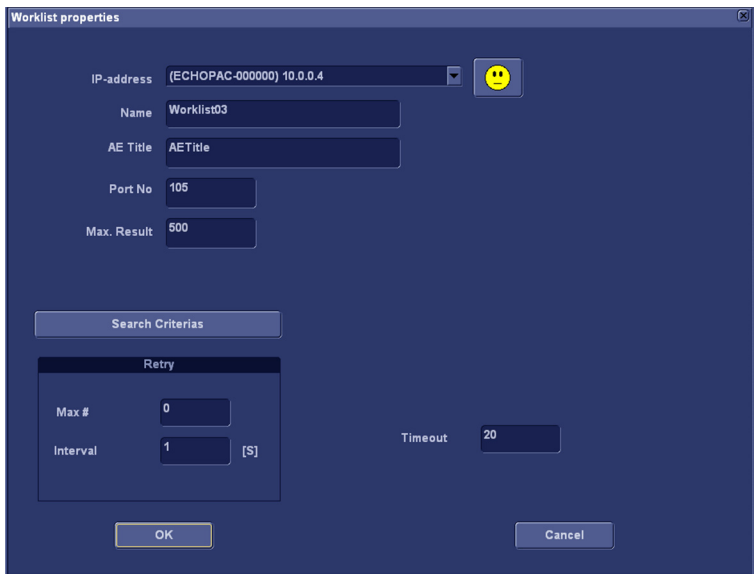 Worklist properties
IP-address (ECHOPAC-000000) 10.0.0.4
Name Worklist03
AE Title AETitle
Port No 105
Max. Result 500
Search Criterias
Retry
Max # 0
Interval 1 [S]
Timeout 20
OK Cancel